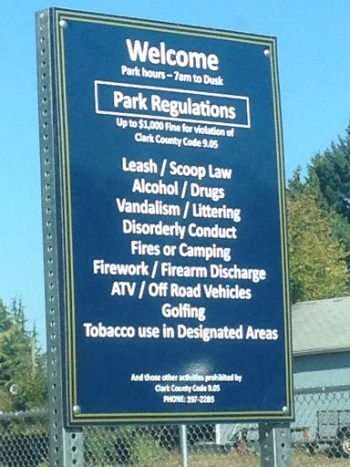 Welcome
Park hours – 7am to Dusk
Park Regulations
Up to $1,000 Fine for violation of
Clark County Code 9.05
Leash / Scoop Law
Alcohol / Drugs
Vandalism / Littering
Disorderly Conduct
Fires or Camping
Firework / Firearm Discharge
ATV / Off Road Vehicles
Golfing
Tobacco use in Designated Areas
And those other activities prohibited by
Clark County Code 9.05
PHONE: 397-2285